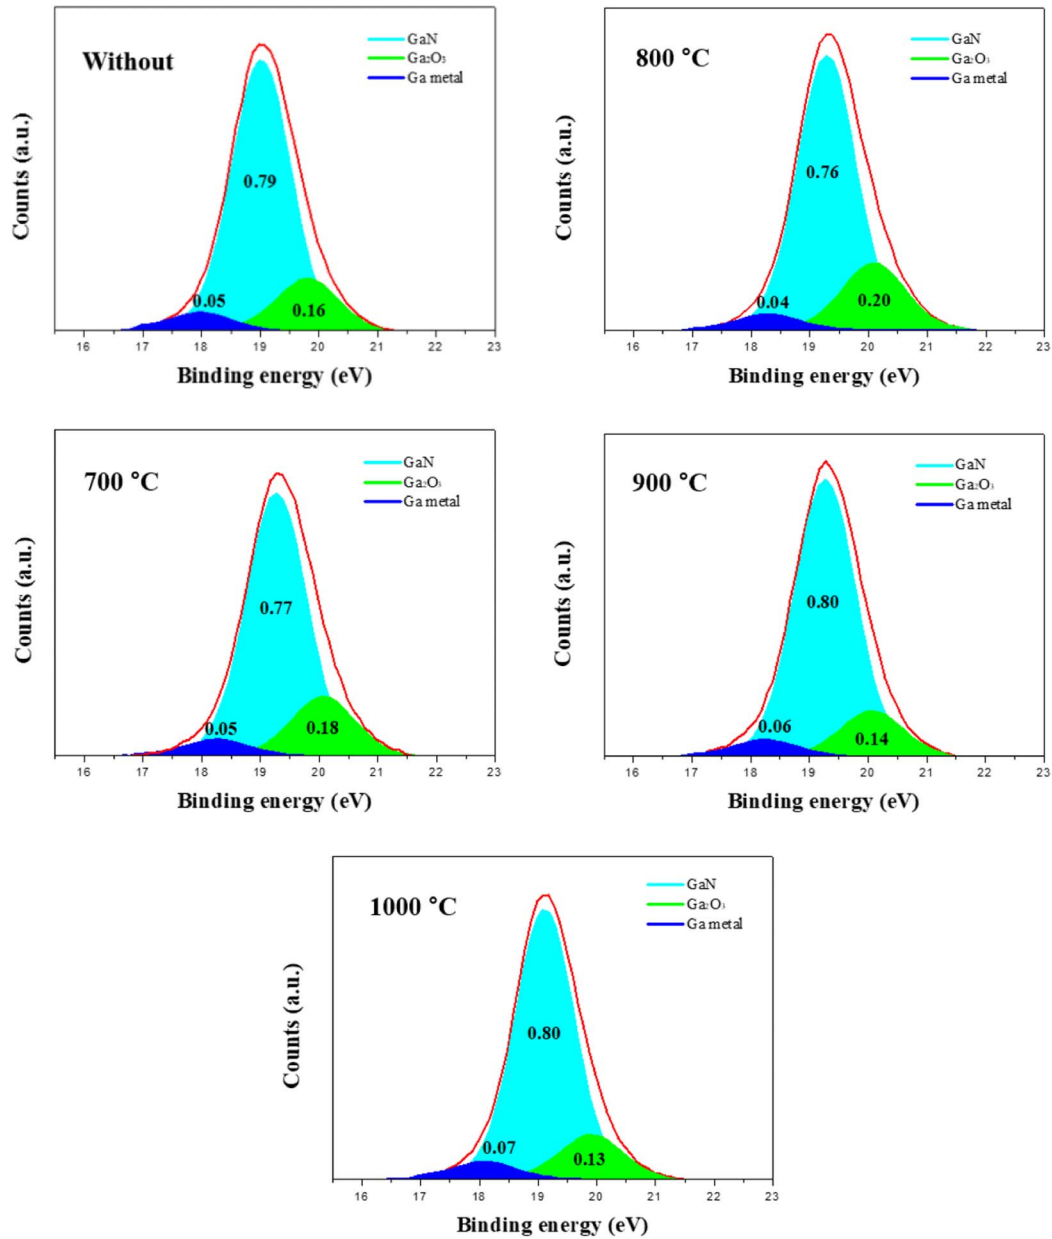 Without
GaN
Ga₂O₃
Ga metal
0.79
0.05
0.16
Counts (a.u.)
16 17 18 19 20 21 22 23
Binding energy (eV)
800 °C
GaN
Ga₂O₃
Ga metal
0.76
0.04
0.20
Counts (a.u.)
16 17 18 19 20 21 22 23
Binding energy (eV)
700 °C
GaN
Ga₂O₃
Ga metal
0.77
0.05
0.18
Counts (a.u.)
16 17 18 19 20 21 22 23
Binding energy (eV)
900 °C
GaN
Ga₂O₃
Ga metal
0.80
0.06
0.14
Counts (a.u.)
16 17 18 19 20 21 22 23
Binding energy (eV)
1000 °C
GaN
Ga₂O₃
Ga metal
0.80
0.07
0.13
Counts (a.u.)
16 17 18 19 20 21 22 23
Binding energy (eV)